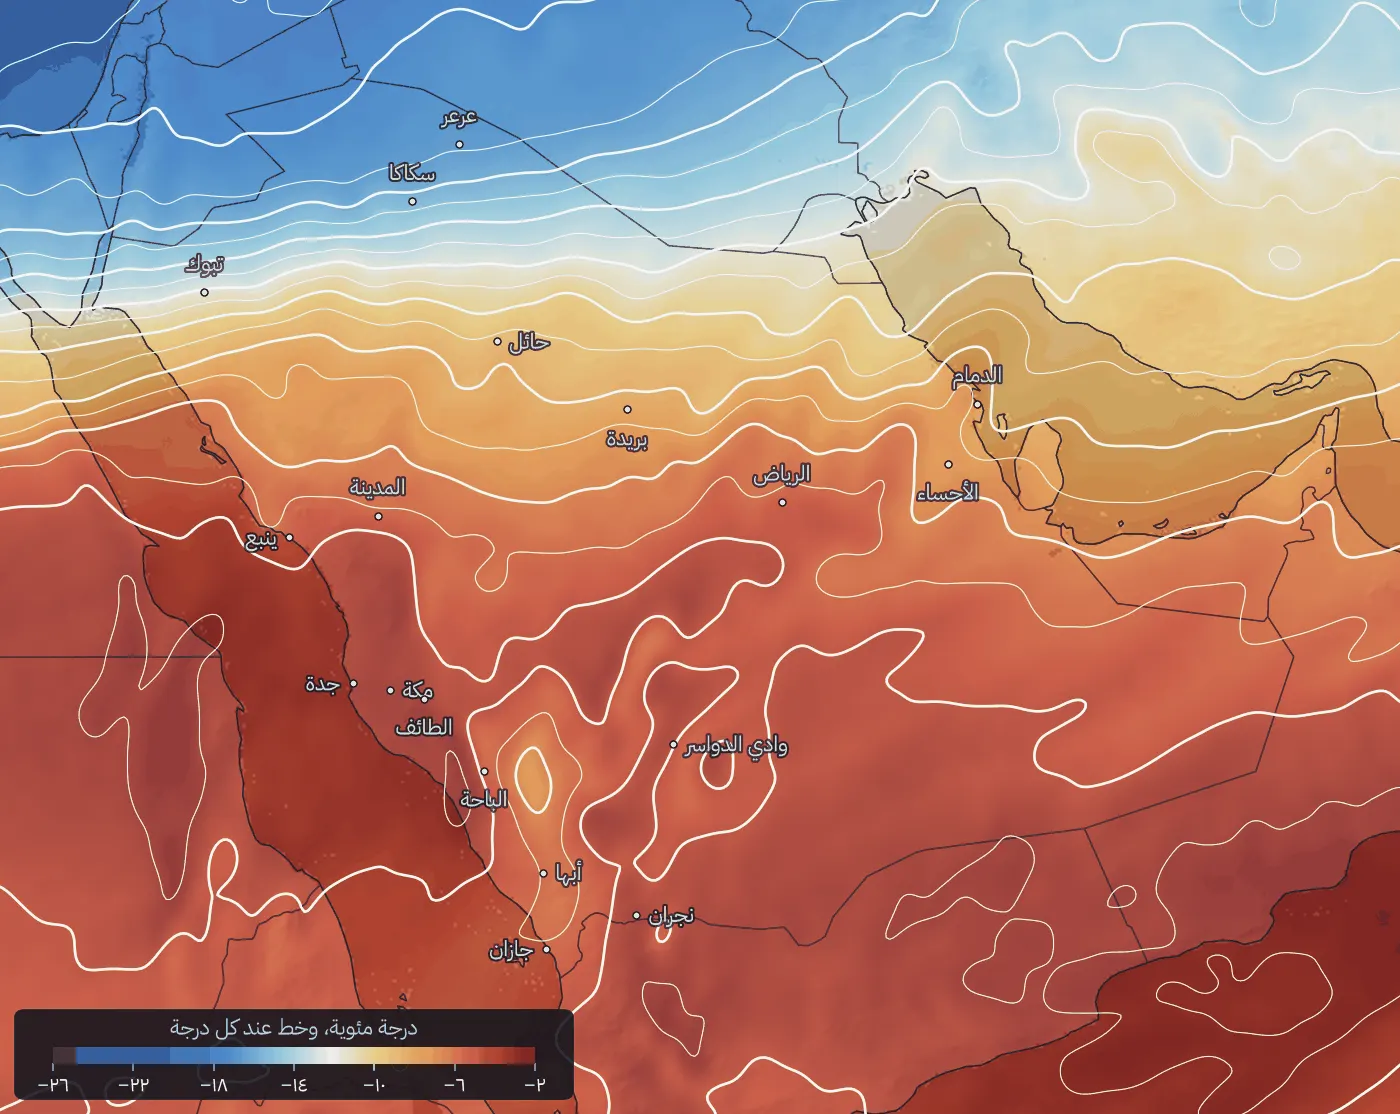 عرعر
سكاكا
تبوك
حائل
الدمام
بريدة
الرياض
المدينة
الأحساء
ينبع
جدة
مكة
الطائف
وادي الدواسر
الباحة
أبها
نجران
جازان
درجة مئوية، وخط عند كل درجة
−٢٦ −٢٢ −١٨ −١٤ −١٠ −٦ −٢